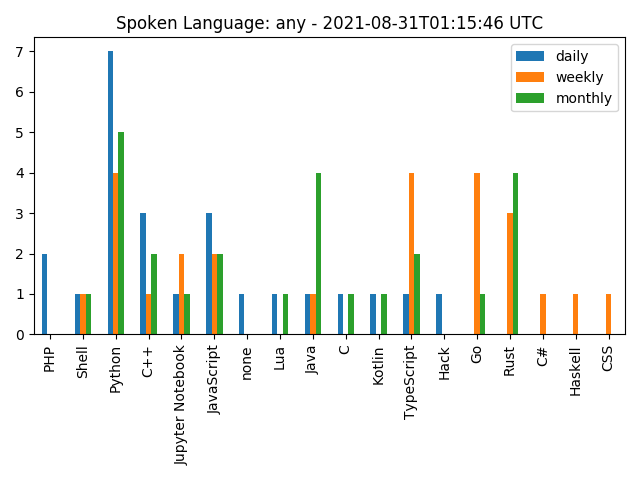 Spoken Language: any - 2021-08-31T01:15:46 UTC
daily
weekly
monthly
7
6
5
4
3
2
1
0
PHP
Shell
Python
C++
Jupyter Notebook
JavaScript
none
Lua
Java
C
Kotlin
TypeScript
Hack
Go
Rust
C#
Haskell
CSS